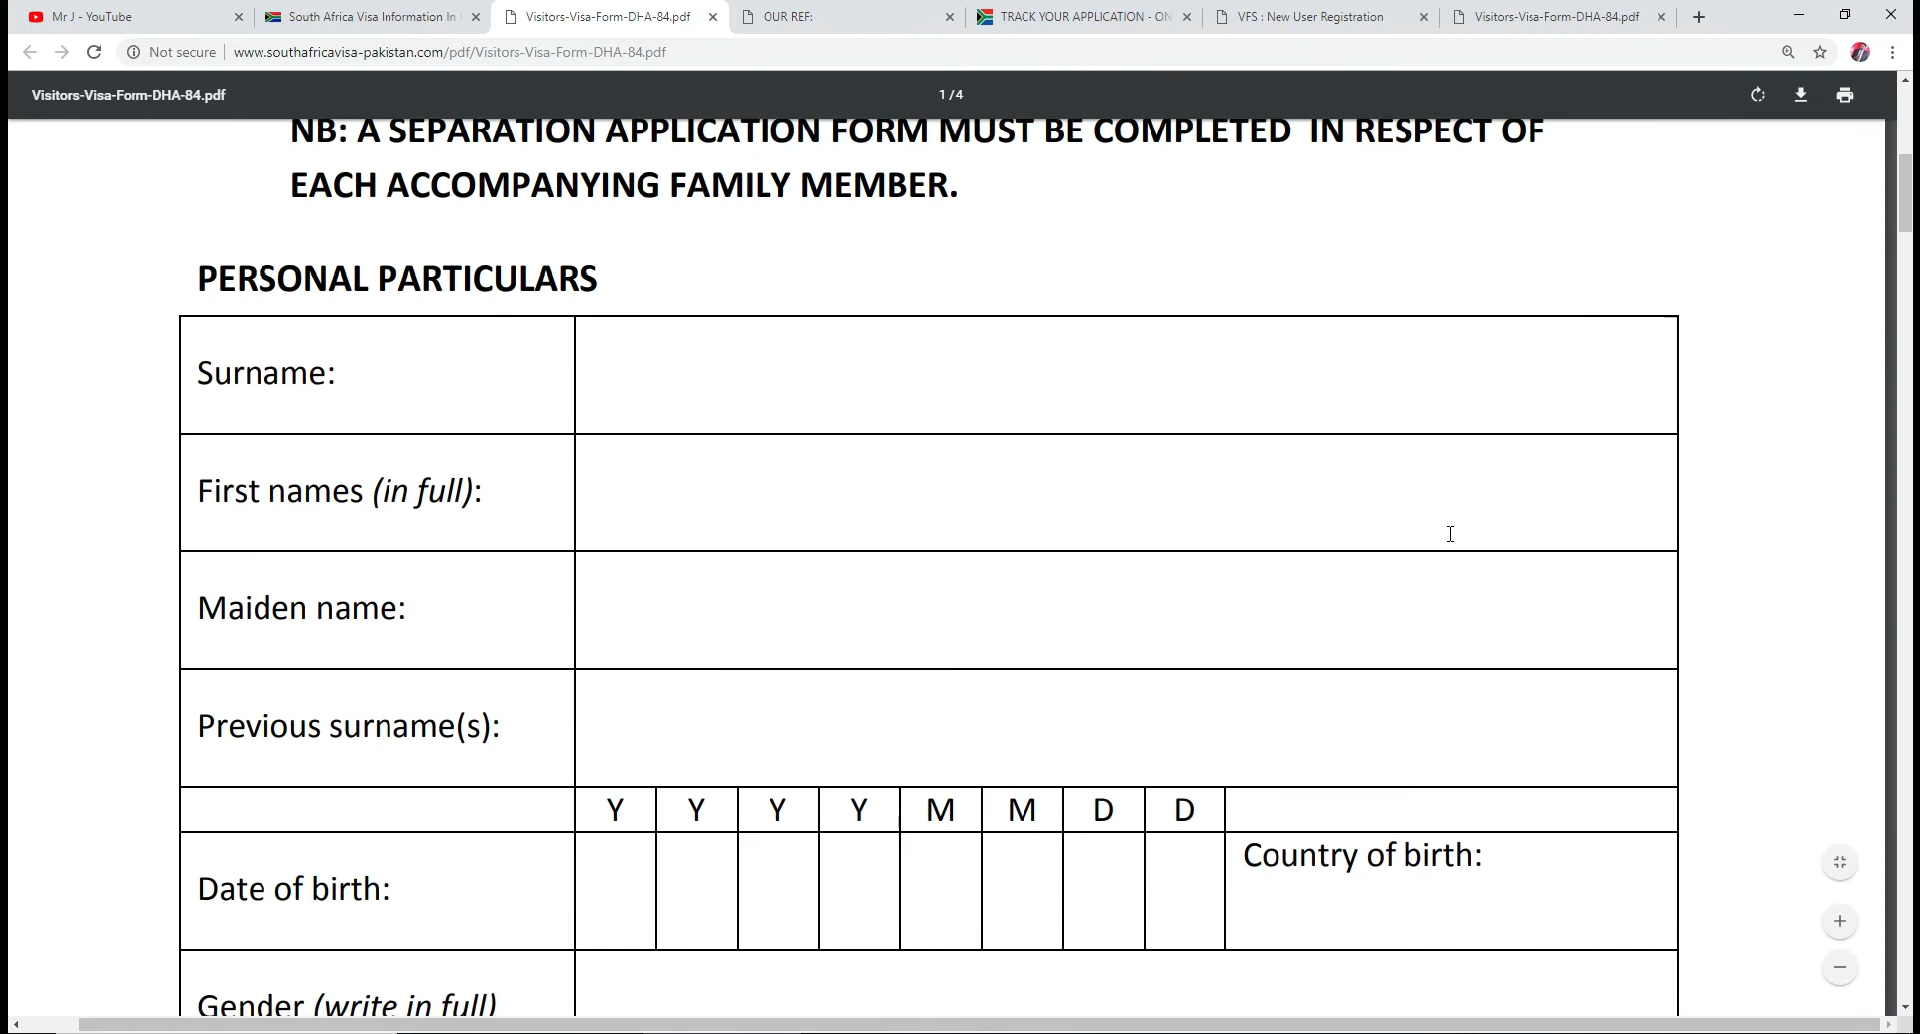 Mr J - YouTube
South Africa Visa Information In
Visitors-Visa-Form-DHA-84.pdf
OUR REF:
TRACK YOUR APPLICATION - ON
VFS : New User Registration
Visitors-Visa-Form-DHA-84.pdf
Not secure
www.southafricavisa-pakistan.com/pdf/Visitors-Visa-Form-DHA-84.pdf
Visitors-Visa-Form-DHA-84.pdf
1 / 4
NB: A SEPARATION APPLICATION FORM MUST BE COMPLETED IN RESPECT OF
EACH ACCOMPANYING FAMILY MEMBER.
PERSONAL PARTICULARS
Surname:
First names (in full):
Maiden name:
Previous surname(s):
Y Y Y Y M M D D
Date of birth:
Country of birth:
Gender (write in full)